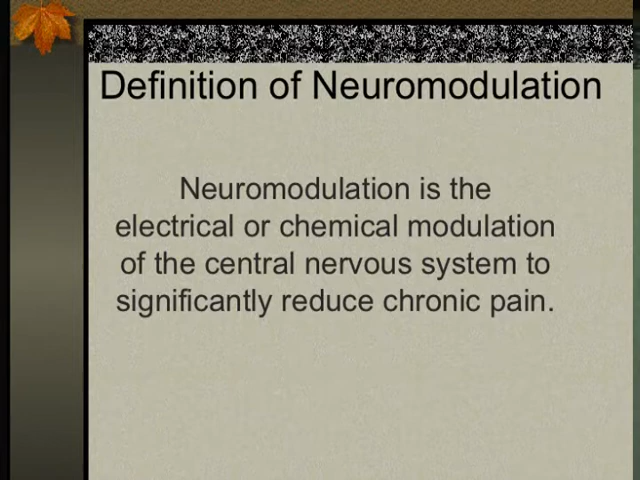 Definition of Neuromodulation
Neuromodulation is the
electrical or chemical modulation
of the central nervous system to
significantly reduce chronic pain.